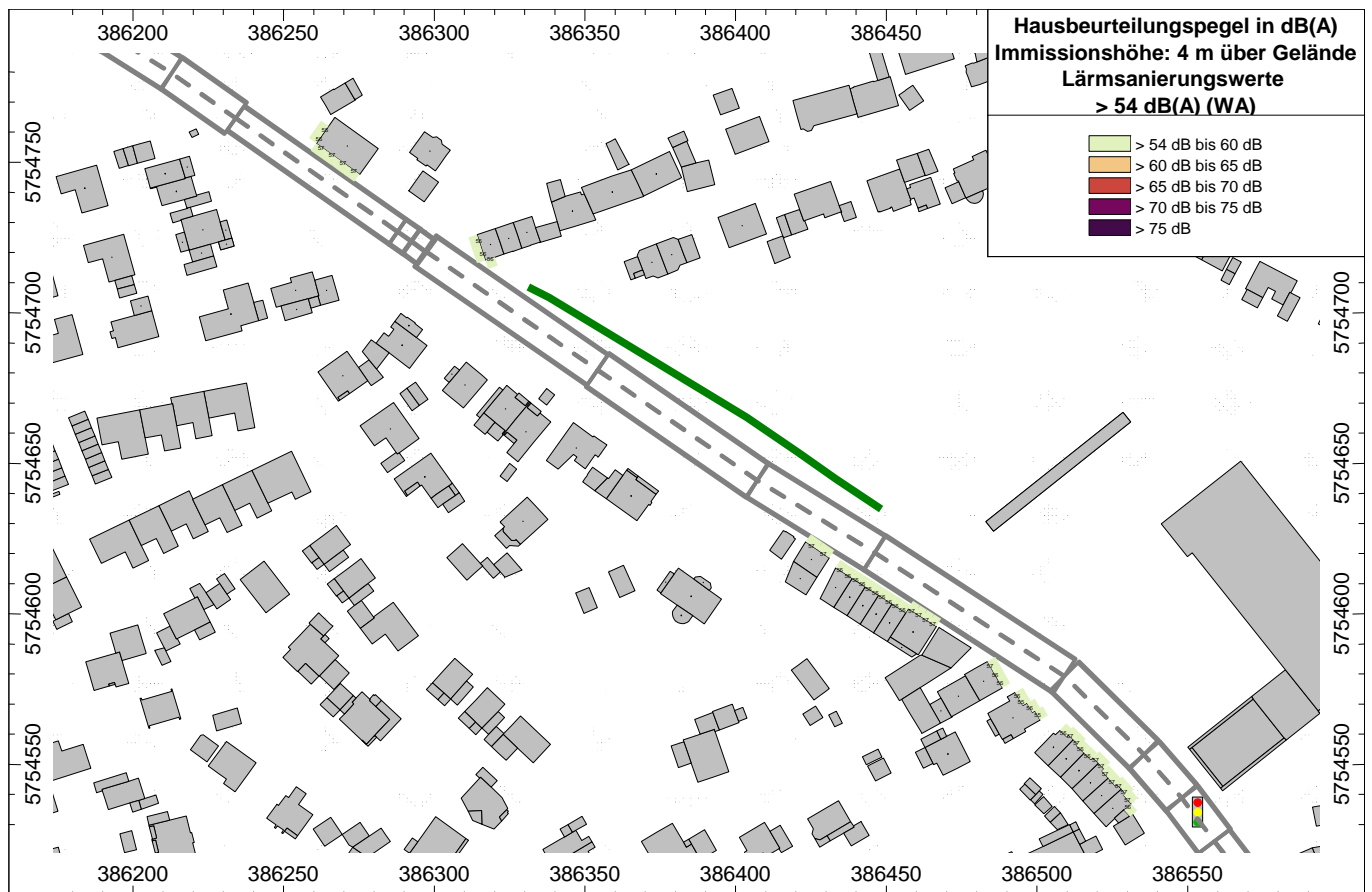 386200 386250 386300 386350 386400 386450
Hausbeurteilungspegel in dB(A)
Immissionshöhe: 4 m über Gelände
Lärmsanierungswerte
> 54 dB(A) (WA)
> 54 dB bis 60 dB
> 60 dB bis 65 dB
> 65 dB bis 70 dB
> 70 dB bis 75 dB
> 75 dB
5754750
5754700
5754650
5754600
5754550
5754700
5754650
5754600
5754550
386200 386250 386300 386350 386400 386450 386500 386550